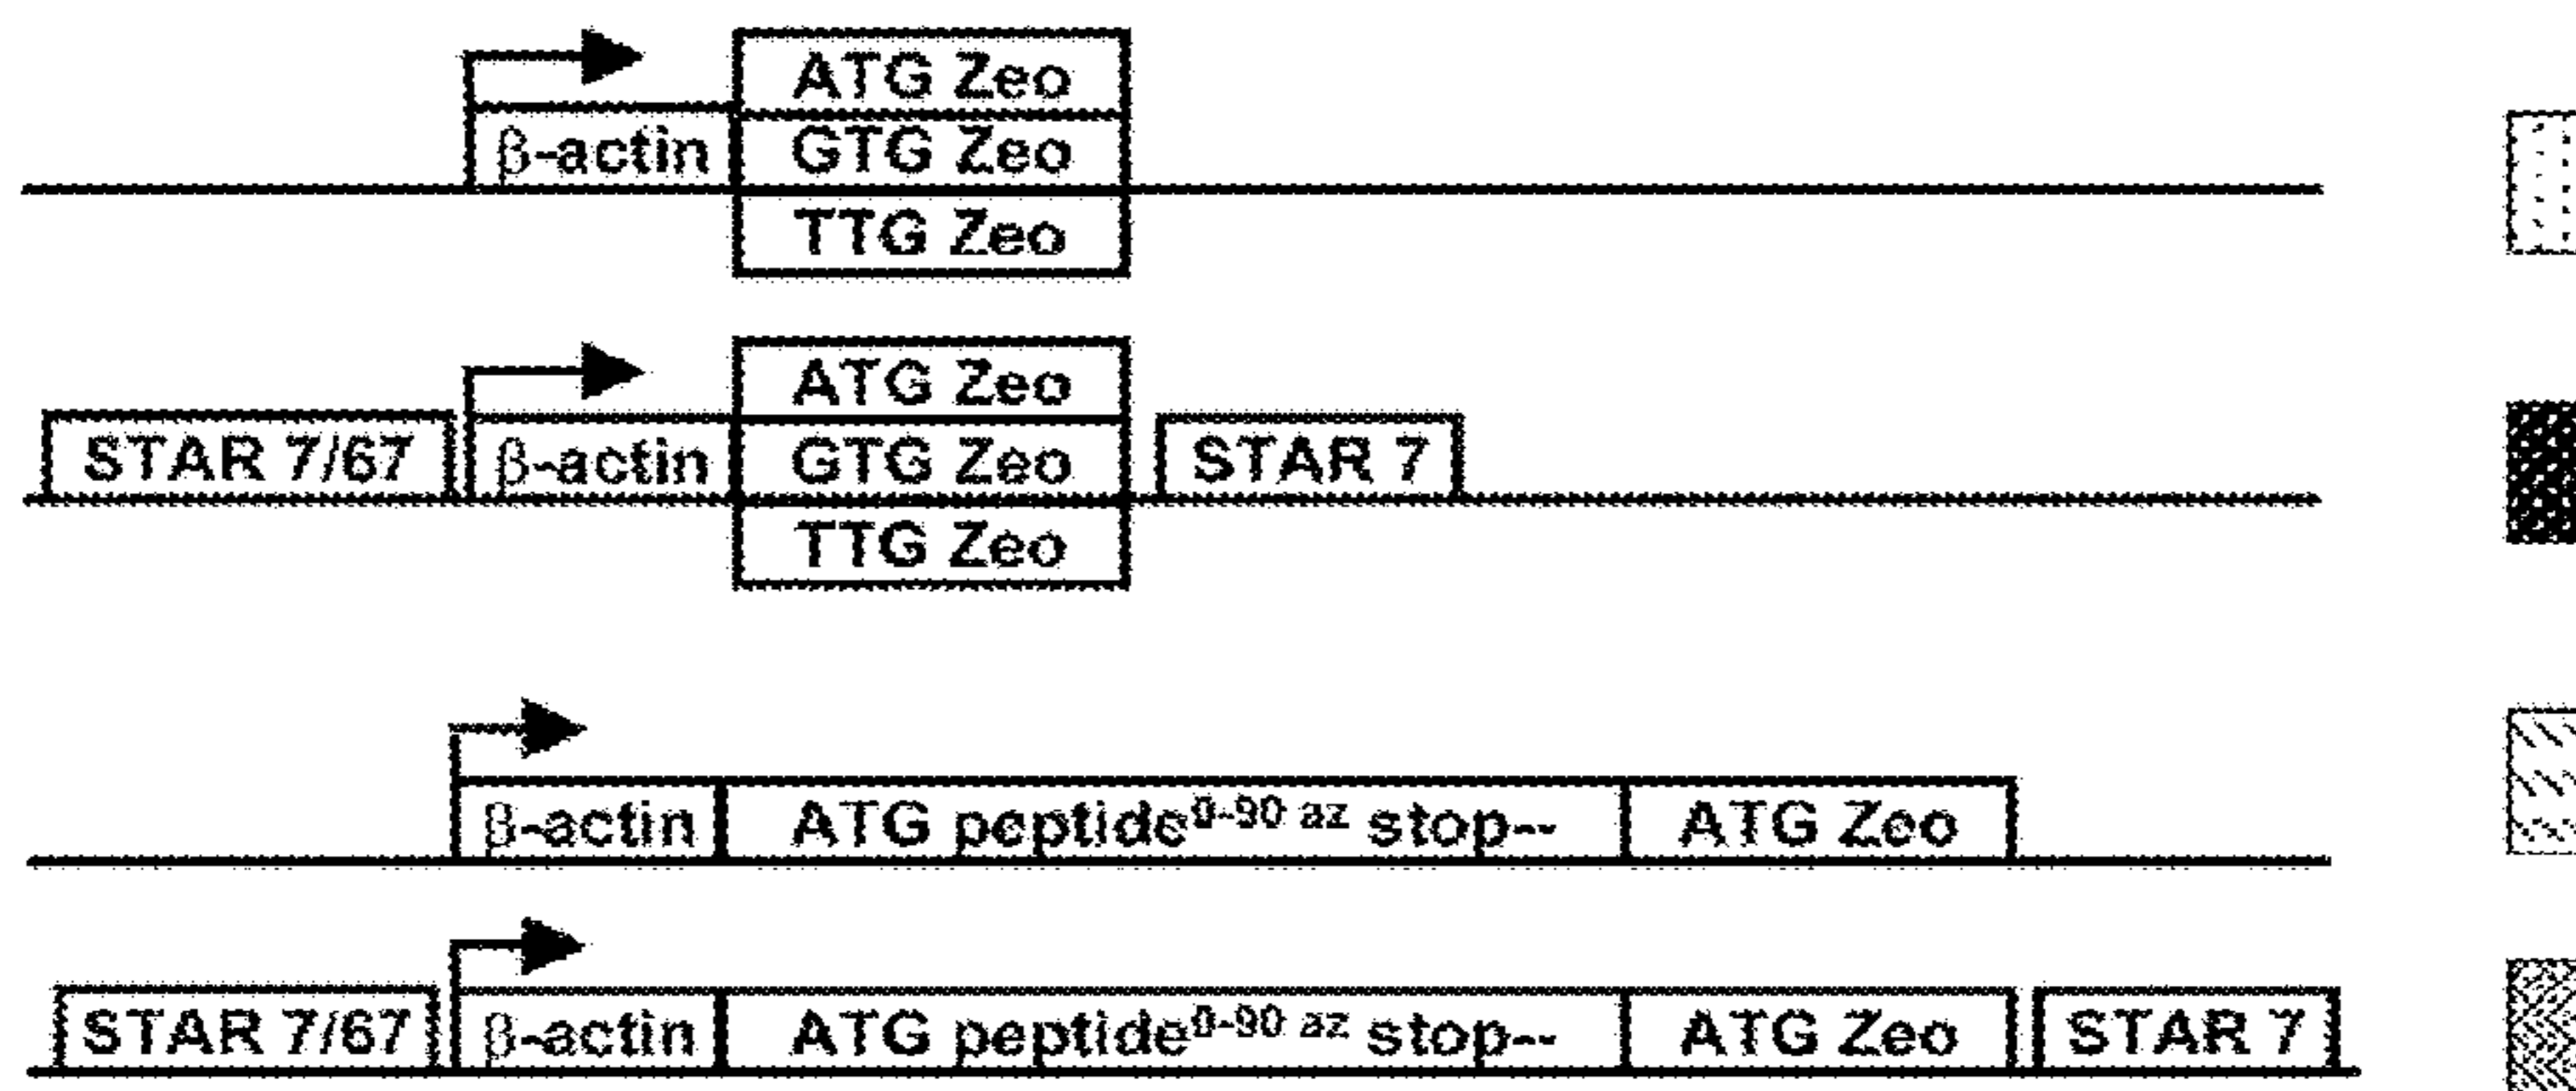 ATG Zeo
β-actin GTG Zeo
TTG Zeo
ATG Zeo
STAR 7/67 β-actin GTG Zeo STAR 7
TTG Zeo
β-actin ATG peptide0-90 az stop-- ATG Zeo
STAR 7/67 β-actin ATG peptide0-90 az stop-- ATG Zeo STAR 7